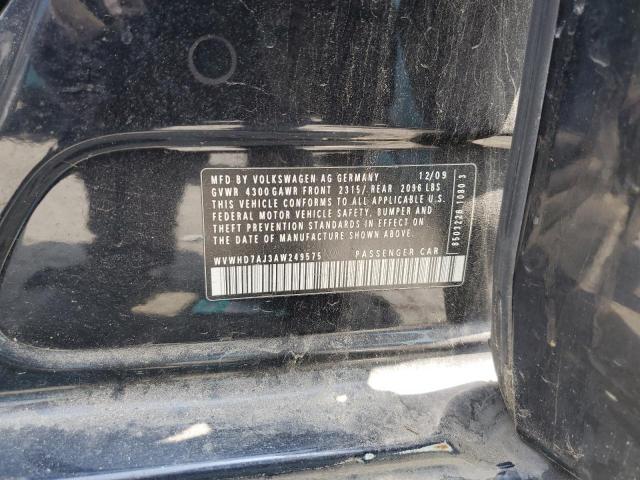 MFD BY VOLKSWAGEN AG GERMANY 12/09
GVWR 4300 GAWR FRONT 2315/ REAR 2096 LBS
THIS VEHICLE CONFORMS TO ALL APPLICABLE U.S.
FEDERAL MOTOR VEHICLE SAFETY, BUMPER AND
THEFT PREVENTION STANDARDS IN EFFECT ON THE
DATE OF MANUFACTURE SHOWN ABOVE.
WVWHD7AJ3AW249575 PASSENGER CAR